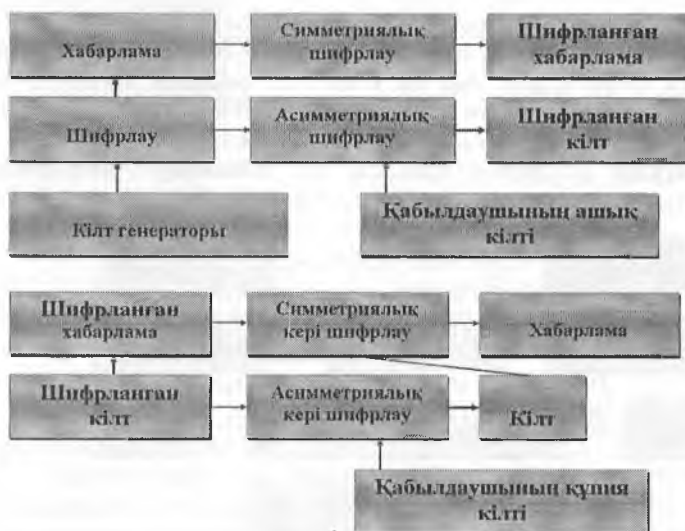 Хабарлама
Симметриялық
шифрлау
Шифрланған
хабарлама
Шифрлау
Асимметриялық
шифрлау
Шифрланған
кілт
Кілт генераторы
Қабылдаушының ашық
кілті
Шифрланған
хабарлама
Симметриялық
кері шифрлау
Хабарлама
Шифрланған
кілт
Асимметриялық
кері шифрлау
Кілт
Қабылдаушының құпия
кілті